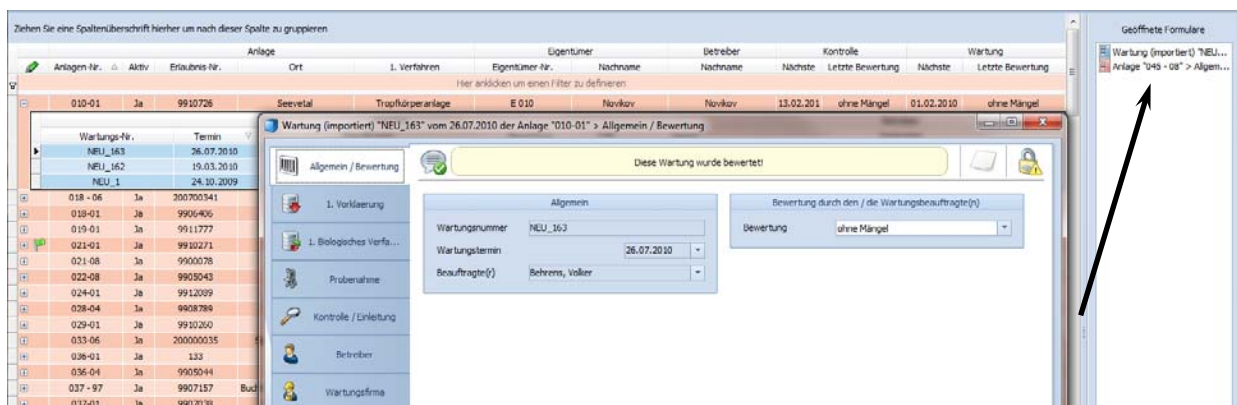 Ziehen Sie eine Spaltenüberschrift hierher um nach dieser Spalte zu gruppieren
Geöffnete Formulare
Anlage Eigentümer Betreiber Kontrolle Wartung
Anlagen-Nr. Aktiv Erlaubnis-Nr. Ort 1. Verfahren Eigentümer-Nr. Nachname Nachname Nächste Letzte Bewertung Nächste Letzte Bewertung
Wartung (importiert) "NEU...
Anlage "045 - 08" > Allgem...
Hier anklicken um einen Filter zu definieren
010-01 Ja 9910726 Seevetal Tropfkörperanlage E 010 Novikov Novikov 13.02.201 ohne Mängel 01.02.2010 ohne Mängel
Wartungs-Nr. Termin
NEU_163 26.07.2010
NEU_162 19.03.2010
NEU_1 24.10.2009
018 - 06 Ja 200700341
018-01 Ja 9906406
019-01 Ja 9911777
021-01 Ja 9910271
021-08 Ja 9900078
022-08 Ja 9905043
024-01 Ja 9912089
028-04 Ja 9908789
029-01 Ja 9910260
033-06 Ja 200000035
036-01 Ja 133
036-04 Ja 9905044
037 - 97 Ja 9907157 Buch
037-01 Ja 9907038
Wartung (importiert) "NEU_163" vom 26.07.2010 der Anlage "010-01" > Allgemein / Bewertung
Allgemein / Bewertung
1. Vorklaerung
1. Biologisches Verfa...
Probenahme
Kontrolle / Einleitung
Betreiber
Wartungsfirma
Diese Wartung wurde bewertet!
Allgemein
Wartungsnummer NEU_163
Wartungstermin 26.07.2010
Beauftragte(r) Behrens, Volker
Bewertung durch den / die Wartungsbeauftragte(n)
Bewertung ohne Mängel